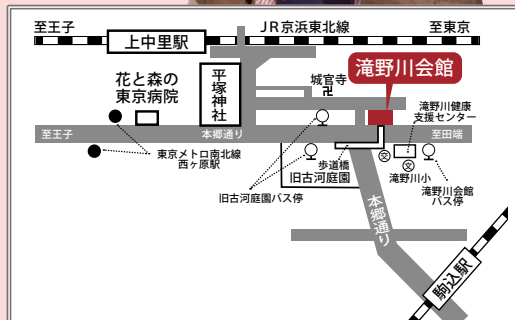 至王子
JR京浜東北線
至東京
上中里駅
滝野川会館
花と森の
東京病院
平塚神社
城官寺
卍
滝野川健康
支援センター
至王子
本郷通り
至田端
東京メトロ南北線
西ヶ原駅
歩道橋
旧古河庭園
文
文
滝野川小
旧古河庭園バス停
滝野川会館
バス停
本郷通り
駒込駅